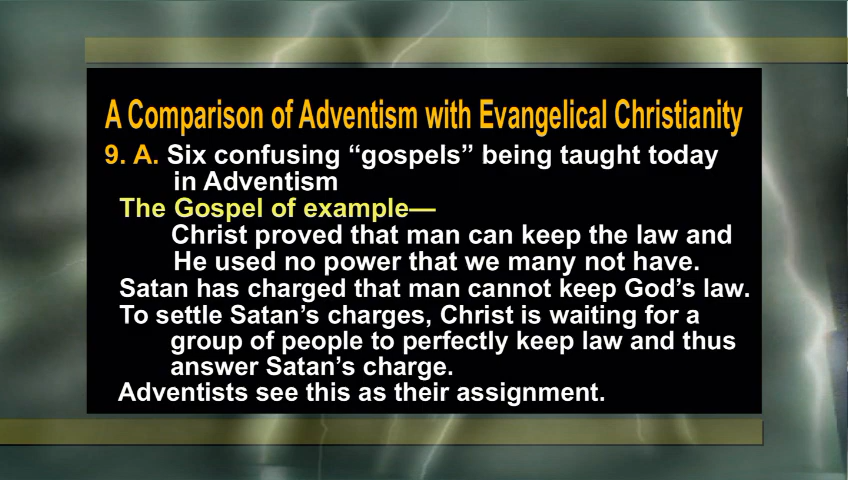 A Comparison of Adventism with Evangelical Christianity
9. A. Six confusing “gospels” being taught today
in Adventism
The Gospel of example—
Christ proved that man can keep the law and
He used no power that we many not have.
Satan has charged that man cannot keep God’s law.
To settle Satan’s charges, Christ is waiting for a
group of people to perfectly keep law and thus
answer Satan’s charge.
Adventists see this as their assignment.